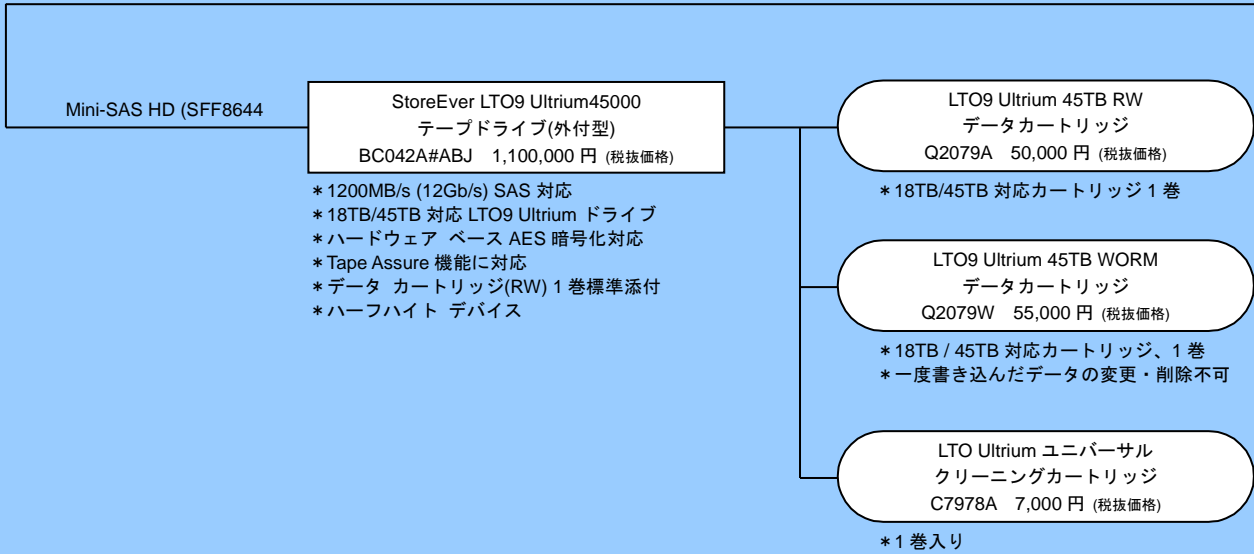 Mini-SAS HD (SFF8644
StoreEver LTO9 Ultrium45000
テープドライブ(外付型)
BC042A#ABJ 1,100,000 円 (税抜価格)
*1200MB/s (12Gb/s) SAS 対応
*18TB/45TB 対応 LTO9 Ultrium ドライブ
*ハードウェア ベース AES 暗号化対応
*Tape Assure 機能に対応
*データ カートリッジ(RW) 1 巻標準添付
*ハーフハイト デバイス
LTO9 Ultrium 45TB RW
データカートリッジ
Q2079A 50,000 円 (税抜価格)
*18TB/45TB 対応カートリッジ 1 巻
LTO9 Ultrium 45TB WORM
データカートリッジ
Q2079W 55,000 円 (税抜価格)
*18TB / 45TB 対応カートリッジ、1 巻
*一度書き込んだデータの変更・削除不可
LTO Ultrium ユニバーサル
クリーニングカートリッジ
C7978A 7,000 円 (税抜価格)
*1 巻入り